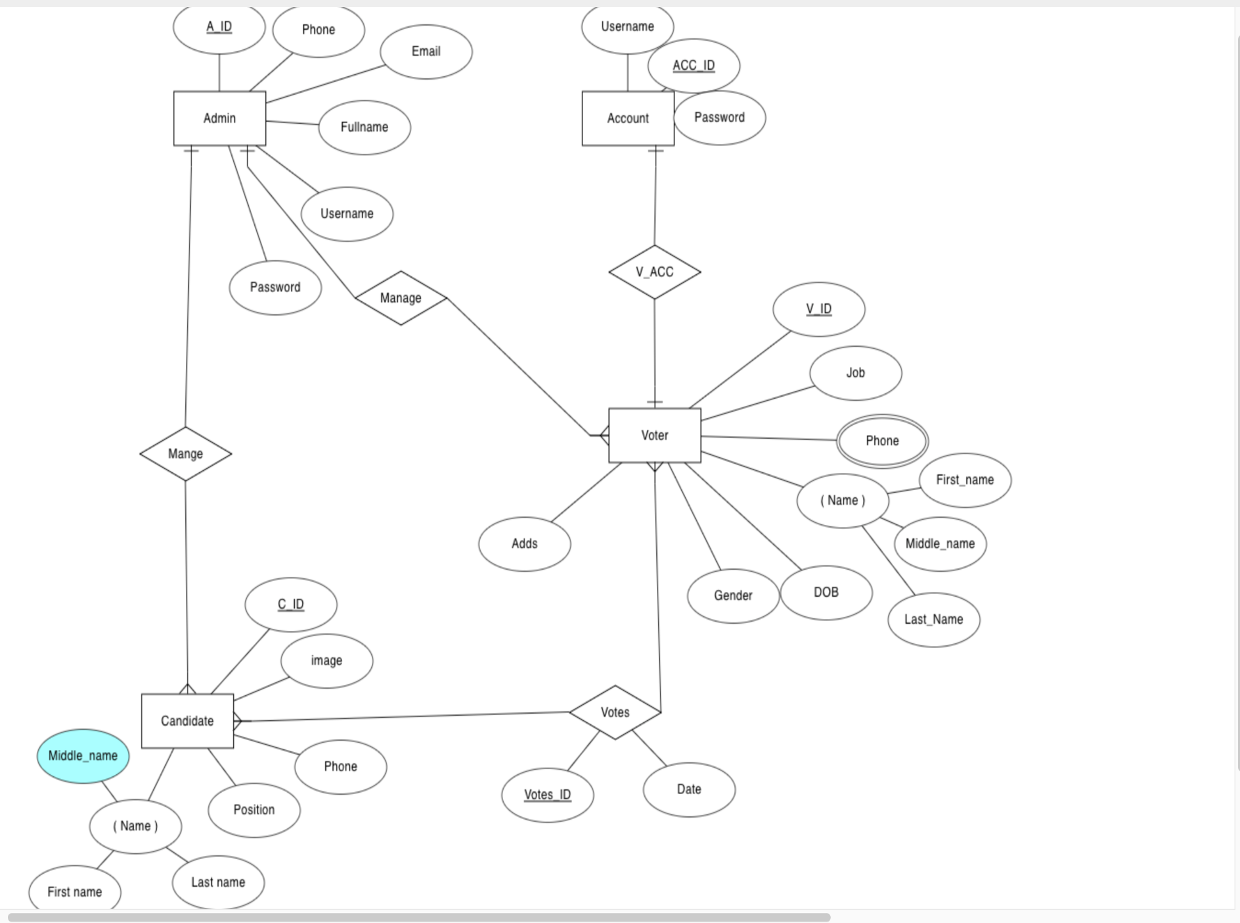 A_ID
Phone
Email
Admin
Fullname
Username
Password
Manage
Username
ACC_ID
Account
Password
V_ACC
V_ID
Job
Voter
Phone
( Name )
First_name
Middle_name
Last_Name
Adds
Gender
DOB
Mange
C_ID
image
Candidate
Votes
Middle_name
Phone
Position
Votes_ID
Date
( Name )
First name
Last name